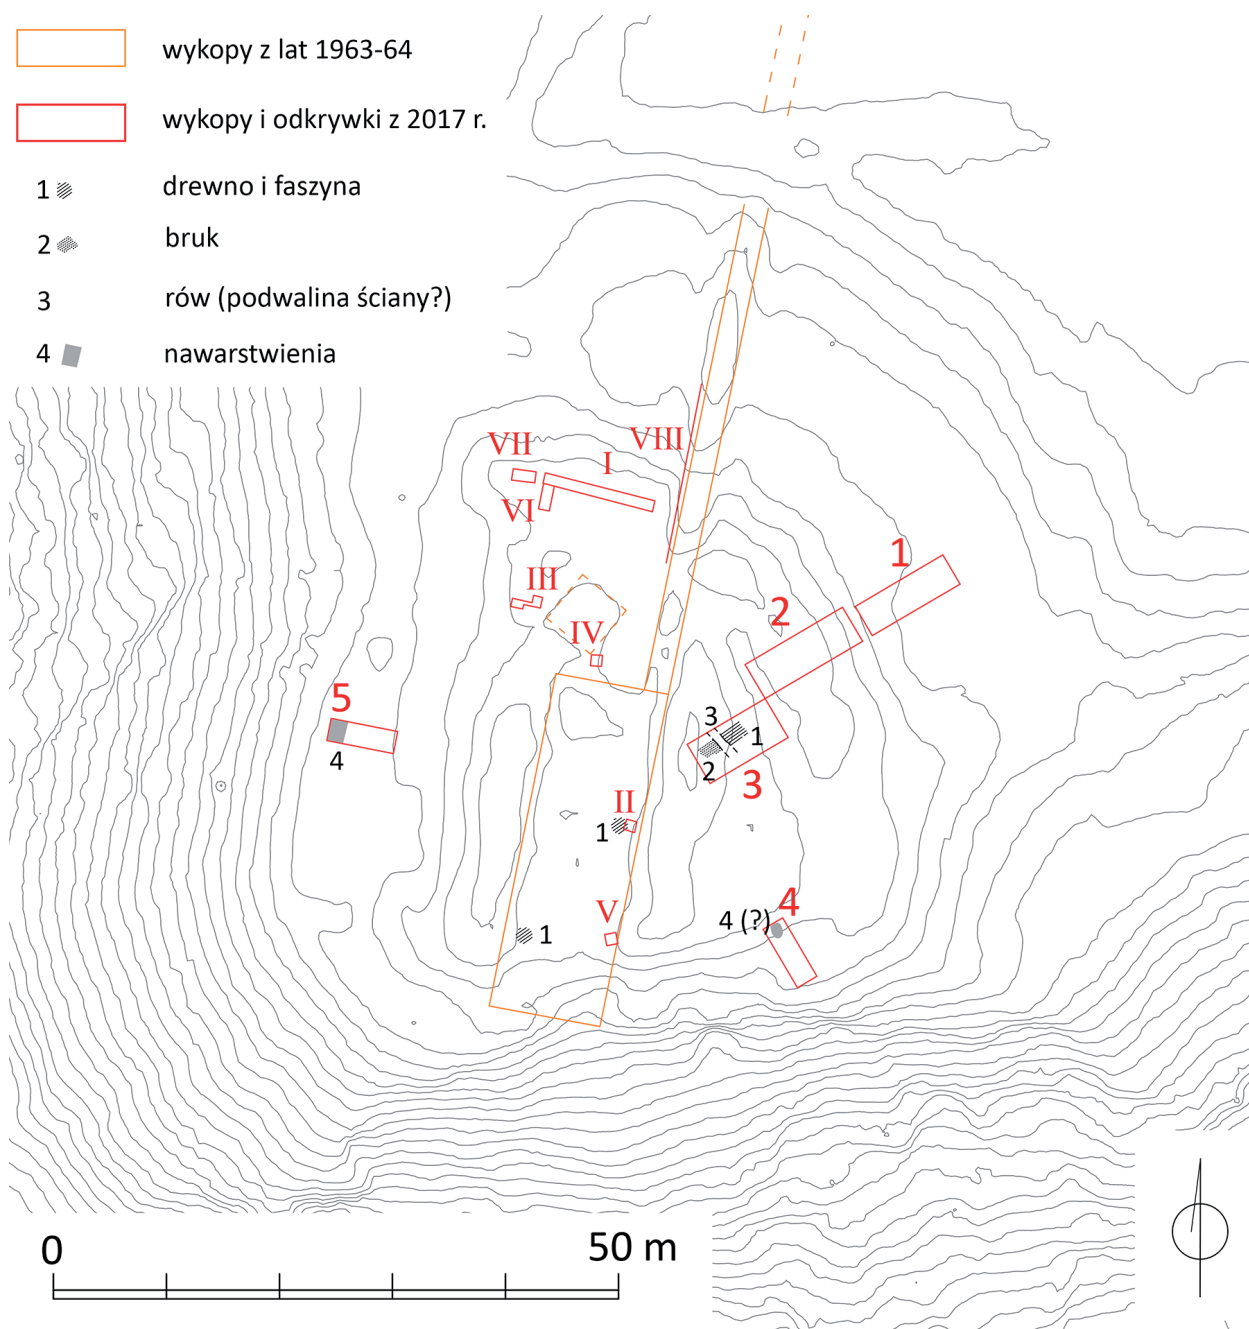 wykopy z lat 1963-64
wykopy i odkrywki z 2017 r.
1 drewno i faszyna
2 bruk
3 rów (podwalina ściany?)
4 nawarstwienia
VII
I
VIII
VI
1
III
2
IV
5
3
1
4
2
3
II
1
V
4 (?)
4
1
0
50 m